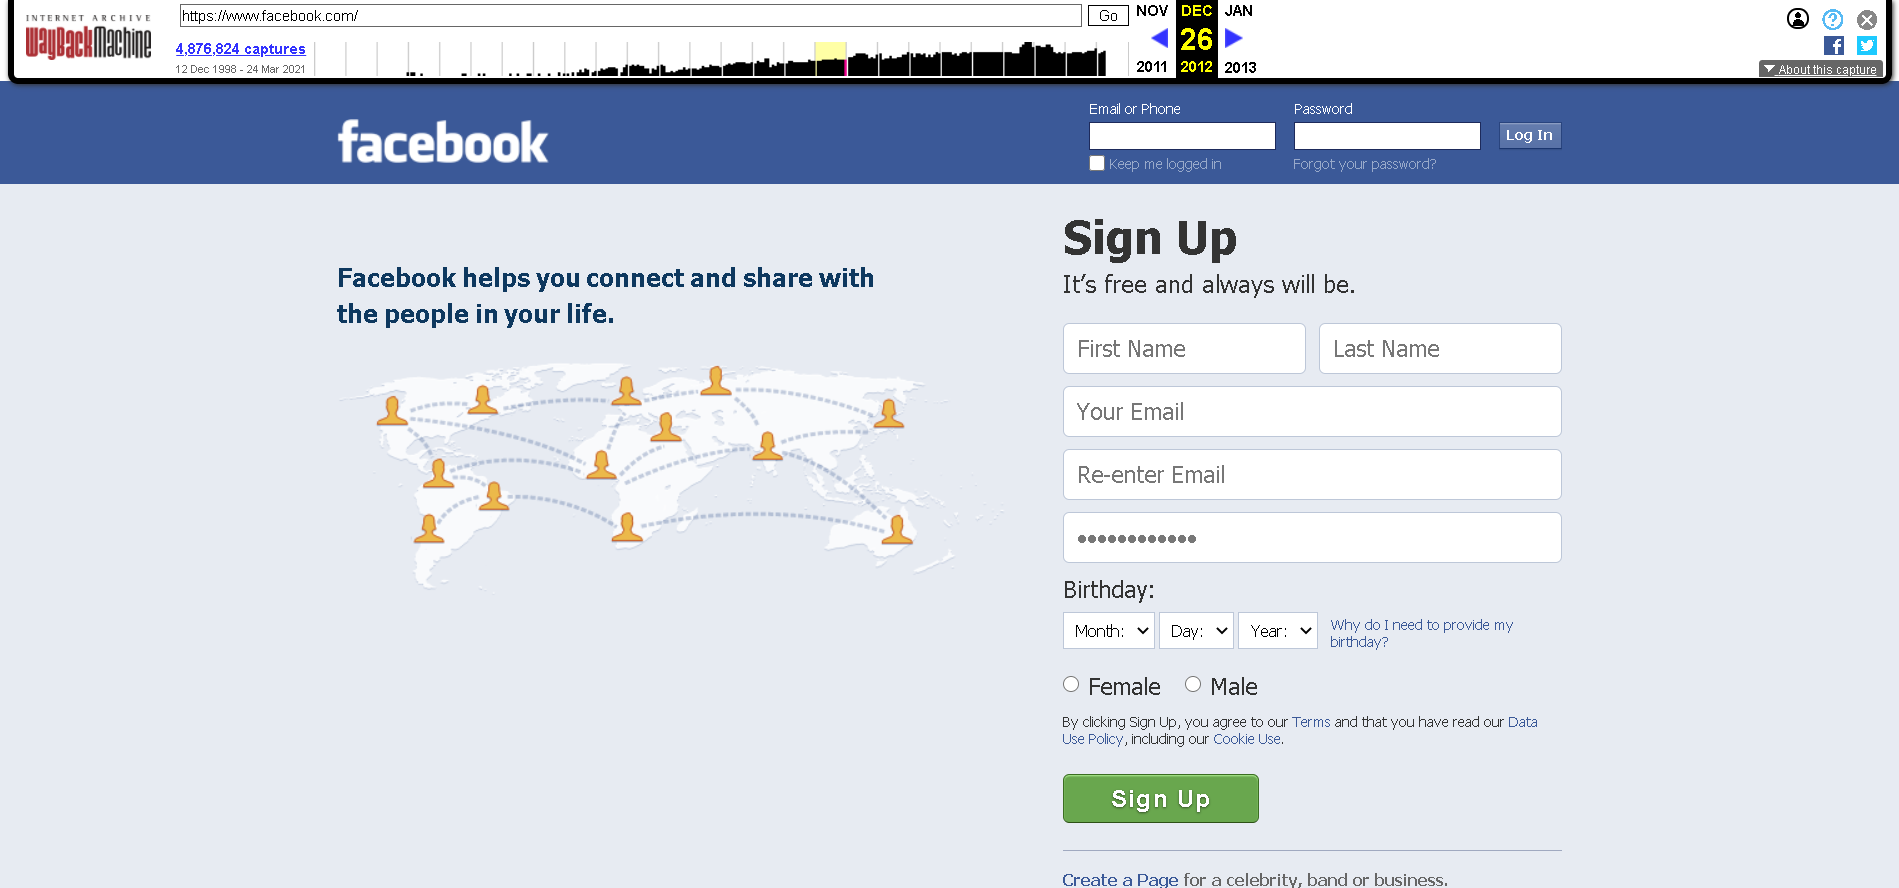 INTERNET ARCHIVE
WayBackMachine
https://www.facebook.com/
Go
4,876,824 captures
12 Dec 1998 - 24 Mar 2021
NOV DEC JAN
26
2011 2012 2013
?
About this capture
facebook
Email or Phone
Password
Log In
Keep me logged in
Forgot your password?
Facebook helps you connect and share with
the people in your life.
Sign Up
It's free and always will be.
First Name
Last Name
Your Email
Re-enter Email
••••••••••••
Birthday:
Month: Day: Year:
Why do I need to provide my
birthday?
Female Male
By clicking Sign Up, you agree to our Terms and that you have read our Data
Use Policy, including our Cookie Use.
Sign Up
Create a Page for a celebrity, band or business.